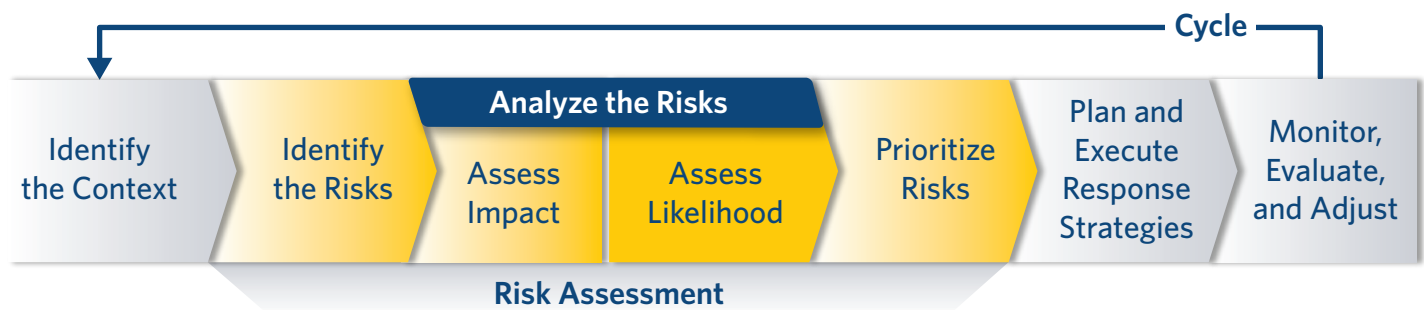 Cycle
Analyze the Risks
Identify
the Context
Identify
the Risks
Assess
Impact
Assess
Likelihood
Prioritize
Risks
Plan and
Execute
Response
Strategies
Monitor,
Evaluate,
and Adjust
Risk Assessment